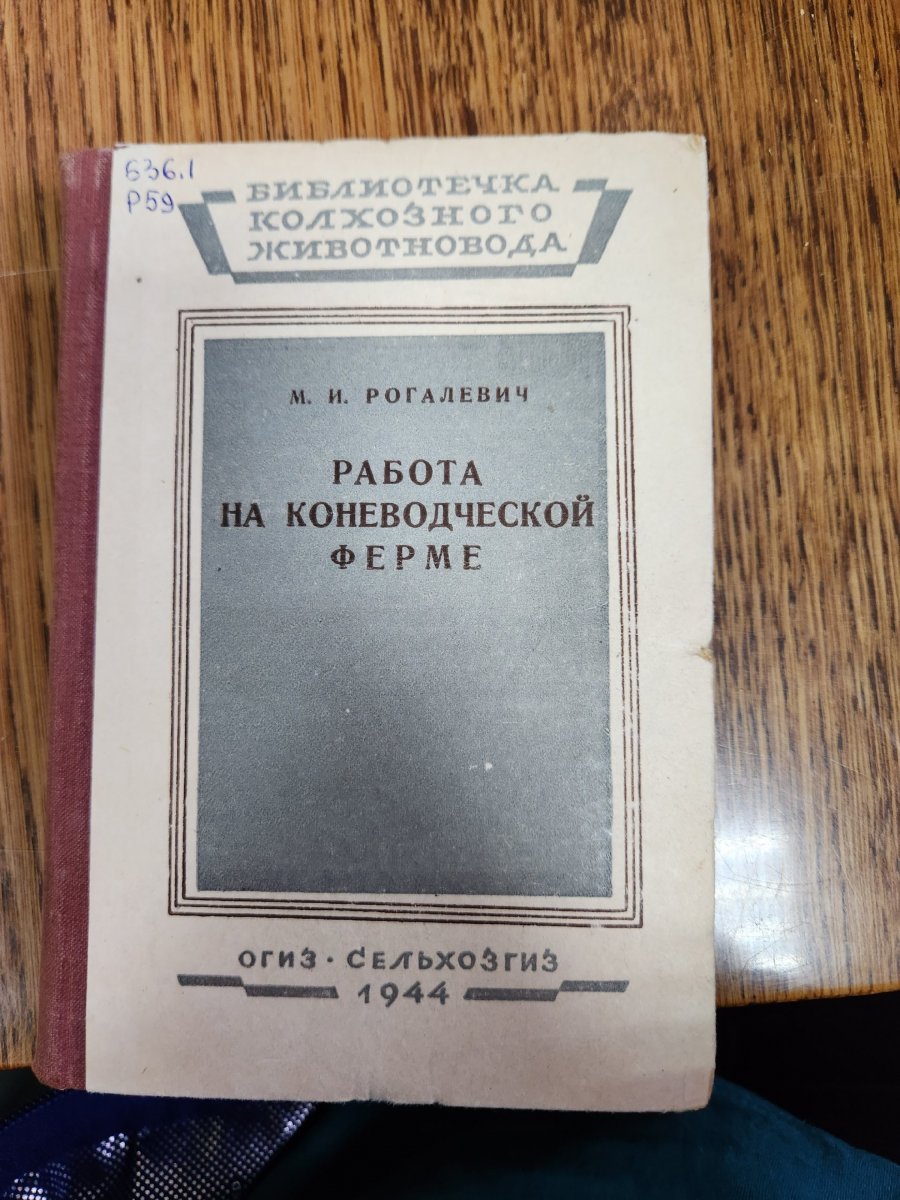 636.1
Р59
БИБЛИОТЕЧКА
КОЛХОЗНОГО
ЖИВОТНОВОДА
М. И. РОГАЛЕВИЧ
РАБОТА
НА КОНЕВОДЧЕСКОЙ
ФЕРМЕ
ОГИЗ · СЕЛЬХОЗГИЗ
1944